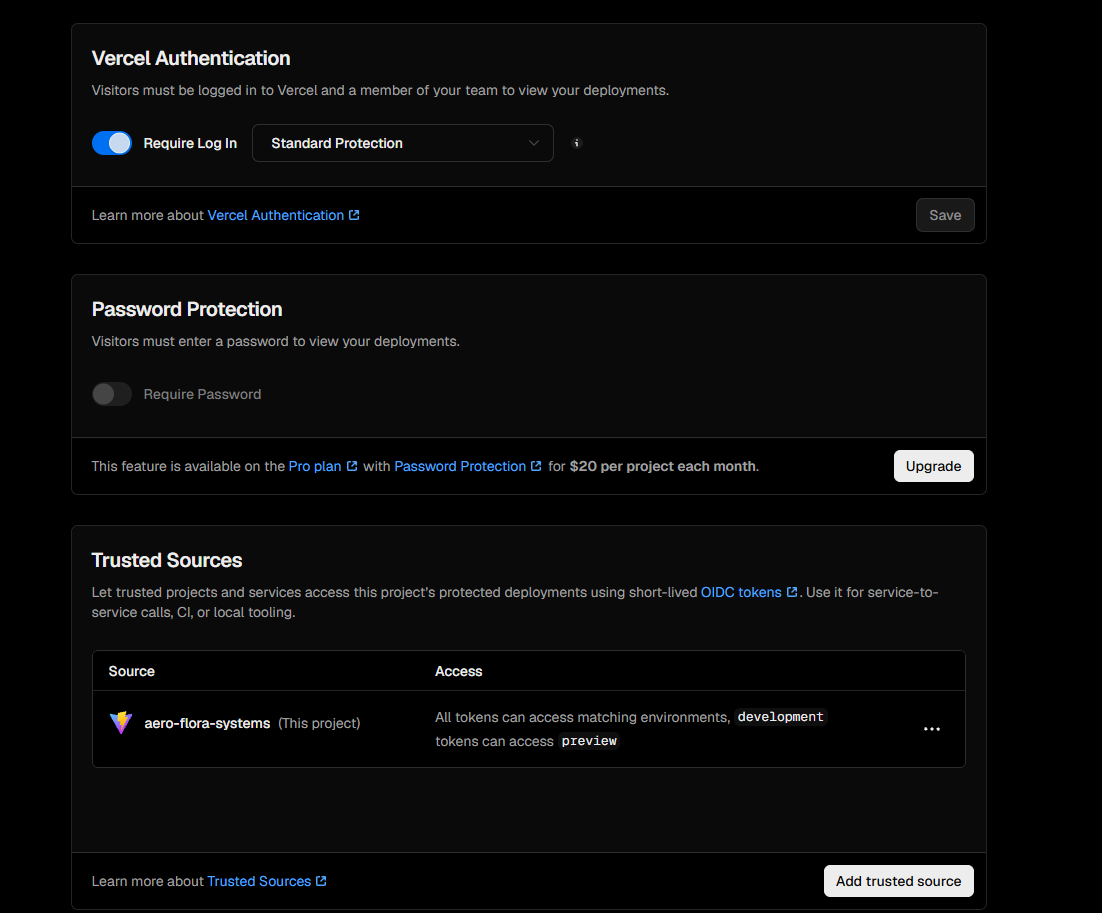 Vercel Authentication
Visitors must be logged in to Vercel and a member of your team to view your deployments.
Require Log In
Standard Protection
Learn more about Vercel Authentication
Save
Password Protection
Visitors must enter a password to view your deployments.
Require Password
This feature is available on the Pro plan with Password Protection for $20 per project each month.
Upgrade
Trusted Sources
Let trusted projects and services access this project's protected deployments using short-lived OIDC tokens. Use it for service-to-
service calls, CI, or local tooling.
Source Access
aero-flora-systems (This project)
All tokens can access matching environments, development
tokens can access preview
Learn more about Trusted Sources
Add trusted source